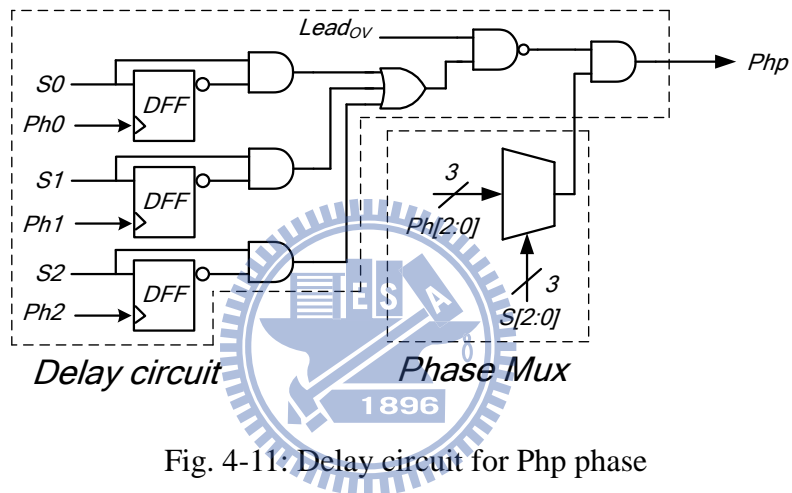 Lead_OV
S0
DFF
Ph0
S1
DFF
Ph1
S2
DFF
Ph2
Php
3
Ph[2:0]
3
S[2:0]
E S A
Delay circuit
Phase Mux
1896
Fig. 4-11: Delay circuit for Php phase